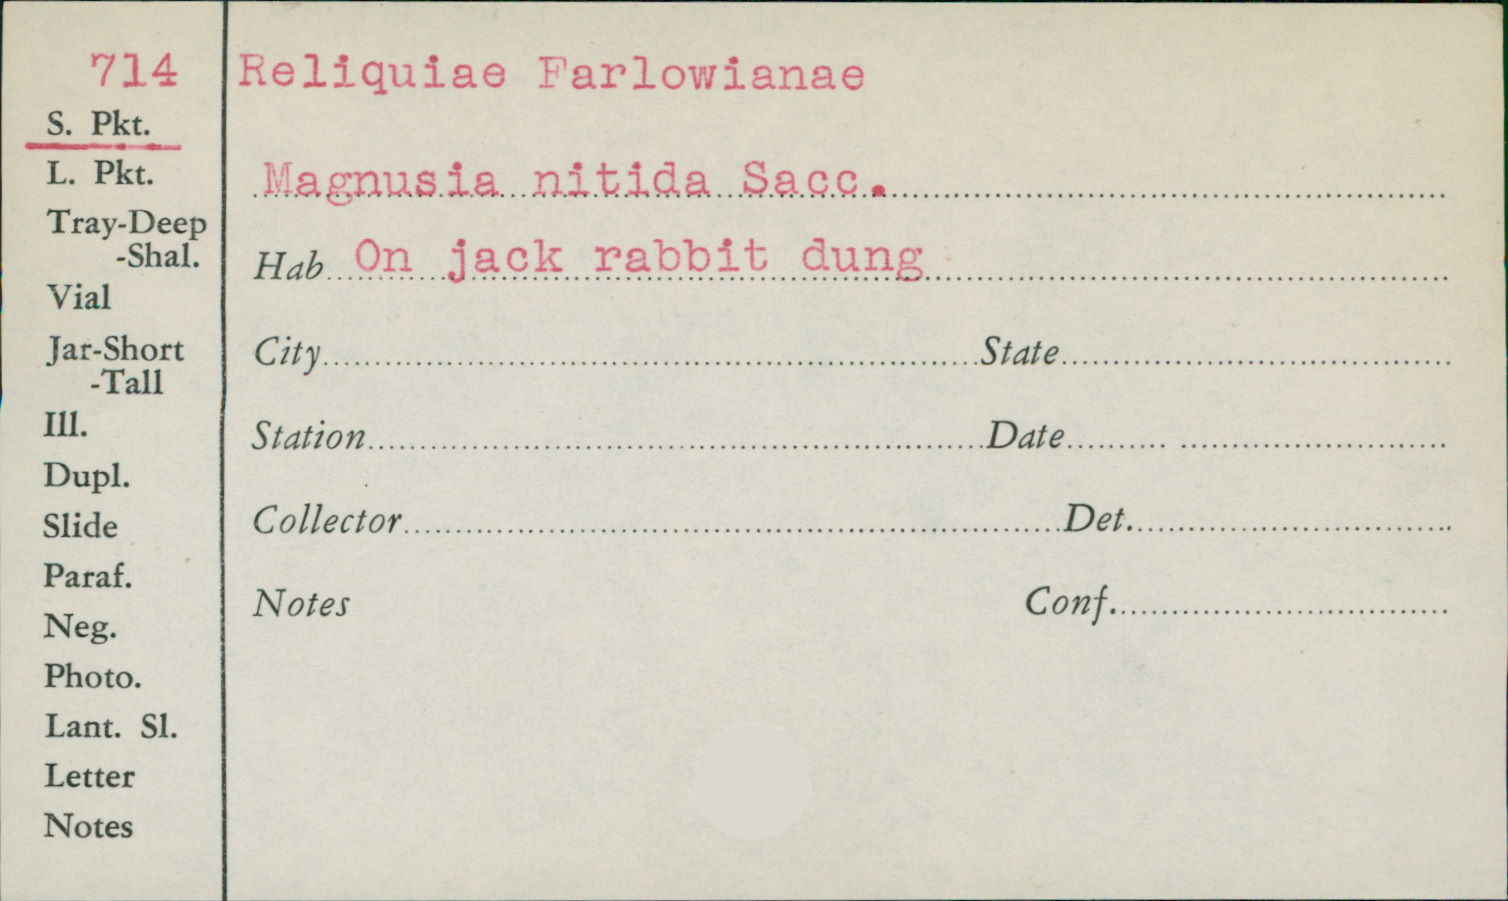 714
S. Pkt.
L. Pkt.
Tray-Deep
-Shal.
Vial
Jar-Short
-Tall
Ill.
Dupl.
Slide
Paraf.
Neg.
Photo.
Lant. Sl.
Letter
Notes
Reliquiae Farlowianae
Magnusia nitida Sacc.
Hab On jack rabbit dung
City State
Station Date
Collector Det.
Notes Conf.